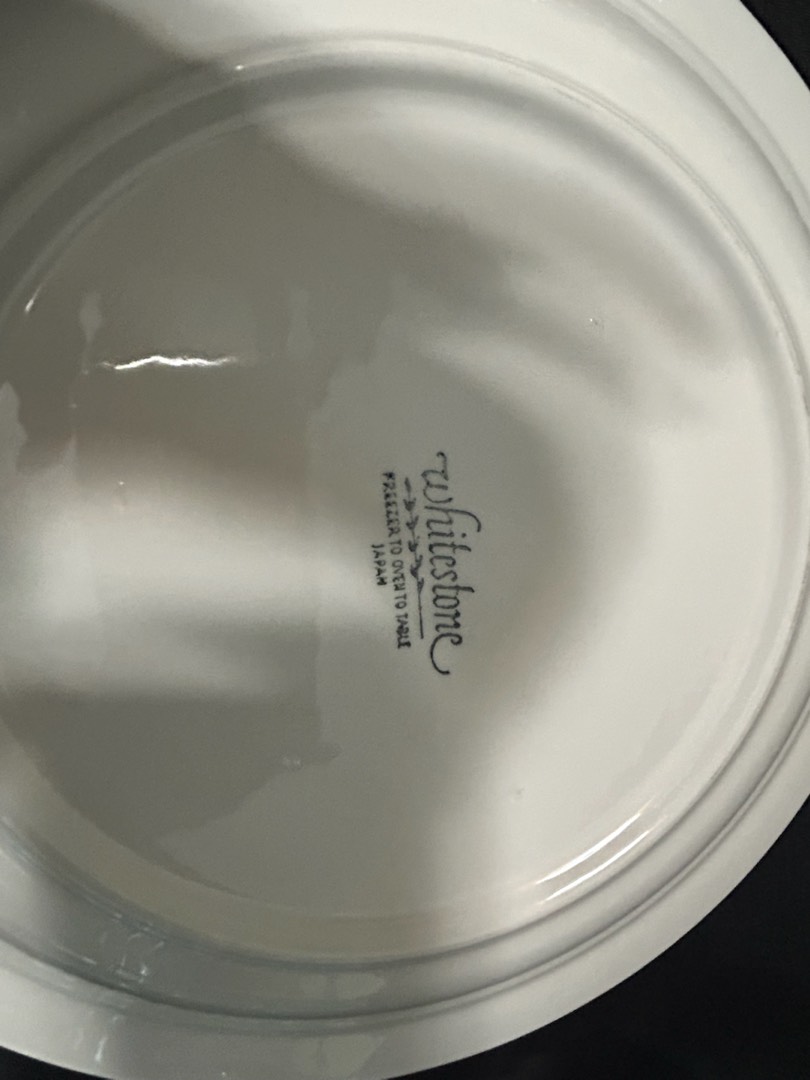 Whitestone
FREEZER TO OVEN TO TABLE
JAPAN